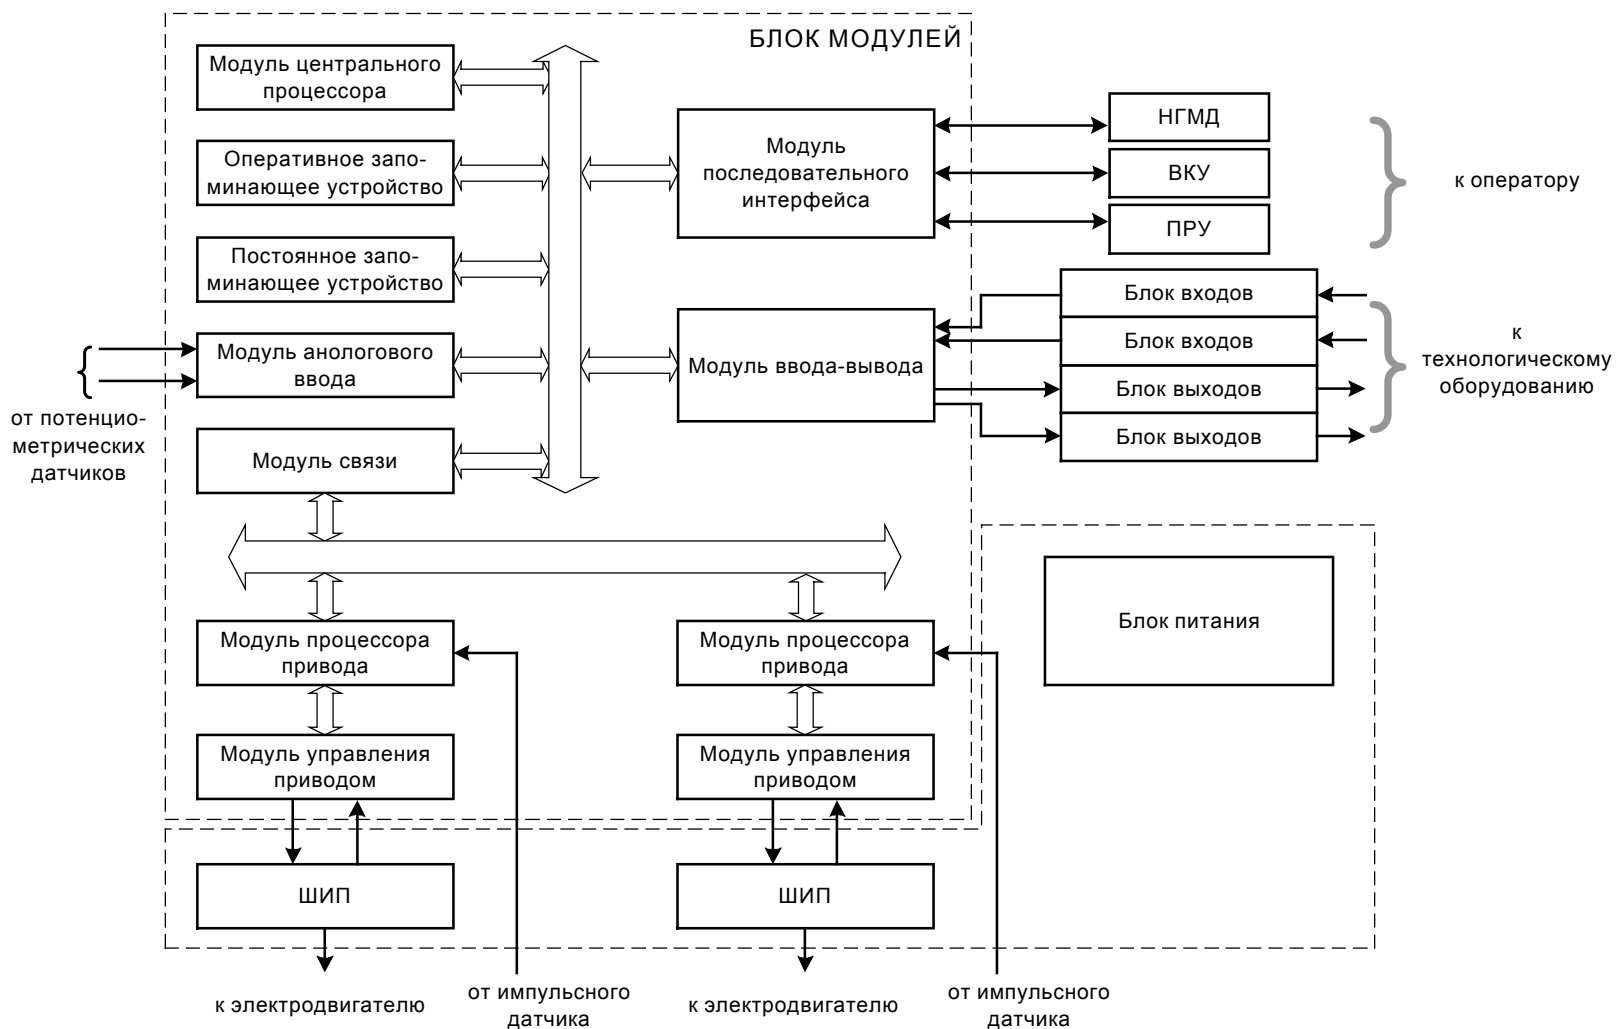 БЛОК МОДУЛЕЙ
Модуль центрального
процессора
Оперативное запо-
минающее устройство
Постоянное запо-
минающее устройство
Модуль анологового
ввода
Модуль связи
от потенцио-
метрических
датчиков
Модуль
последовательного
интерфейса
Модуль ввода-вывода
НГМД
ВКУ
ПРУ
к оператору
Блок входов
Блок входов
Блок выходов
Блок выходов
к
технологическому
оборудованию
Модуль процессора
привода
Модуль процессора
привода
Блок питания
Модуль управления
приводом
Модуль управления
приводом
ШИП
ШИП
к электродвигателю
от импульсного
датчика
к электродвигателю
от импульсного
датчика